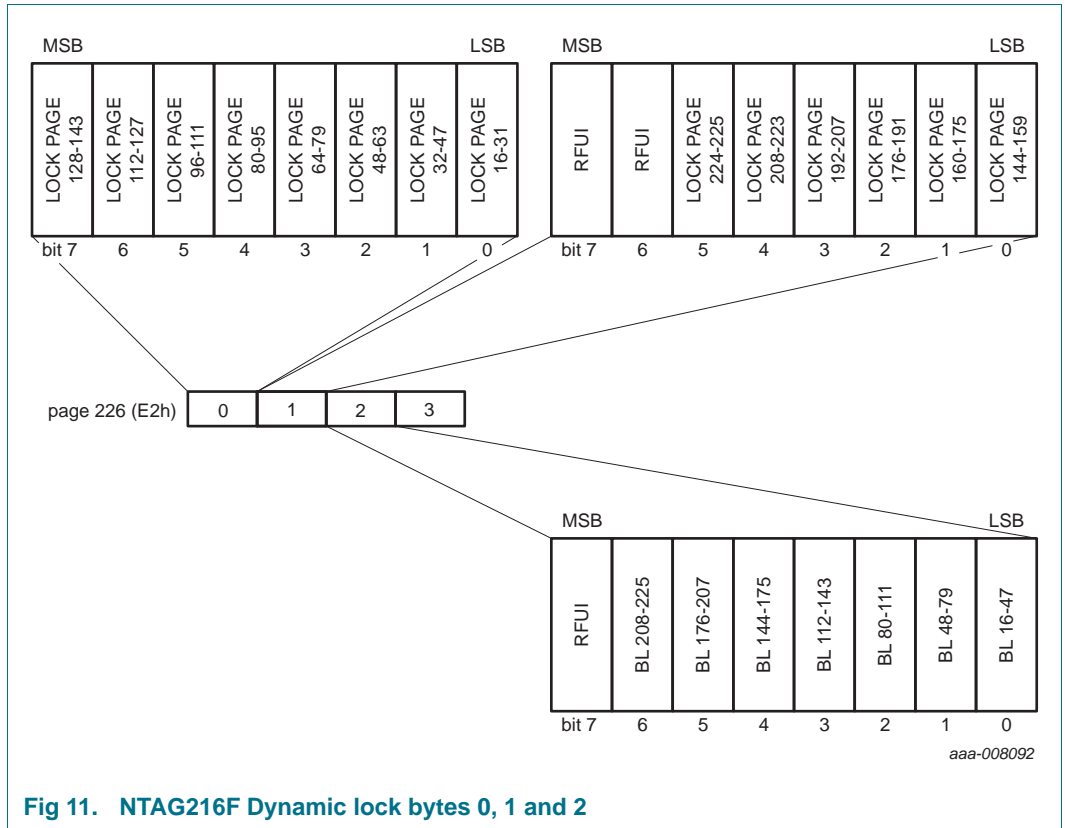 MSB LSB
LOCK PAGE 128-143
LOCK PAGE 112-127
LOCK PAGE 96-111
LOCK PAGE 80-95
LOCK PAGE 64-79
LOCK PAGE 48-63
LOCK PAGE 32-47
LOCK PAGE 16-31
bit 7 6 5 4 3 2 1 0
MSB LSB
RFUI
RFUI
LOCK PAGE 224-225
LOCK PAGE 208-223
LOCK PAGE 192-207
LOCK PAGE 176-191
LOCK PAGE 160-175
LOCK PAGE 144-159
bit 7 6 5 4 3 2 1 0
page 226 (E2h) 0 1 2 3
MSB LSB
RFUI
BL 208-225
BL 176-207
BL 144-175
BL 112-143
BL 80-111
BL 48-79
BL 16-47
bit 7 6 5 4 3 2 1 0
aaa-008092
Fig 11. NTAG216F Dynamic lock bytes 0, 1 and 2